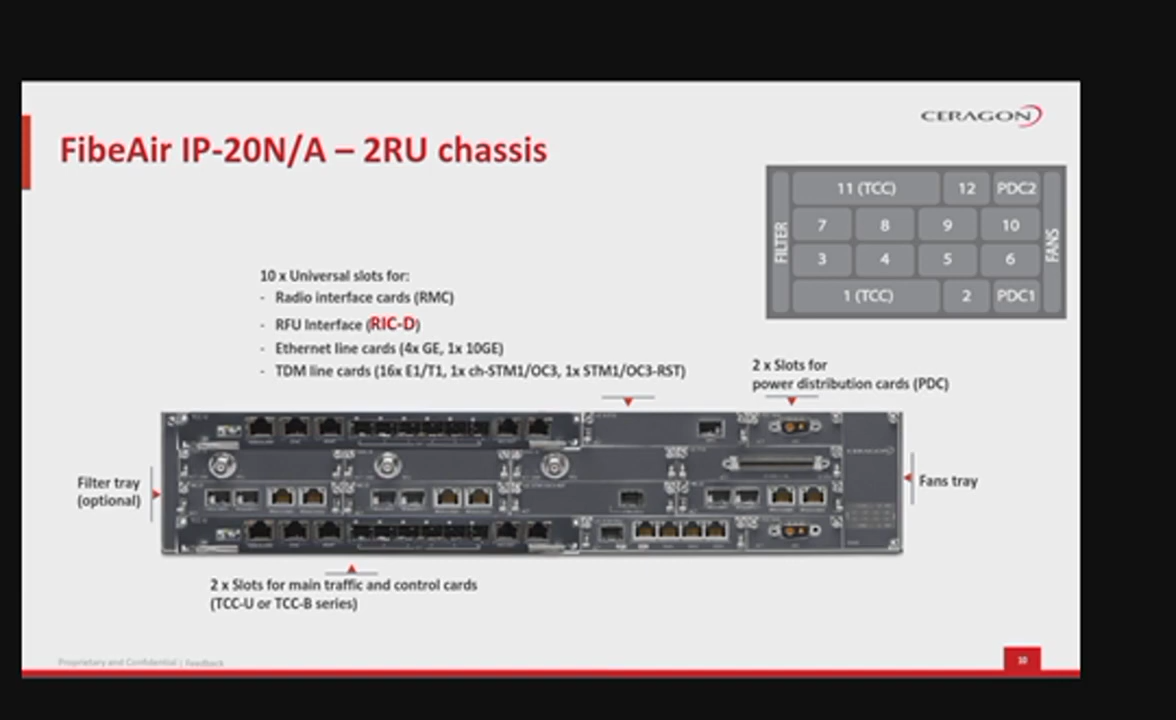 CERAGON
FibeAir IP-20N/A – 2RU chassis
11 (TCC) 12 PDC2
7 8 9 10
3 4 5 6
1 (TCC) 2 PDC1
FILTER
FANS
10 x Universal slots for:
- Radio interface cards (RMC)
- RFU Interface (RIC-D)
- Ethernet line cards (4x GE, 1x 10GE)
- TDM line cards (16x E1/T1, 1x ch-STM1/OC3, 1x STM1/OC3-RST)
2 x Slots for
power distribution cards (PDC)
CERAGON
Filter tray
(optional)
Fans tray
2 x Slots for main traffic and control cards
(TCC-U or TCC-B series)
Proprietary and Confidential | Feedback
10